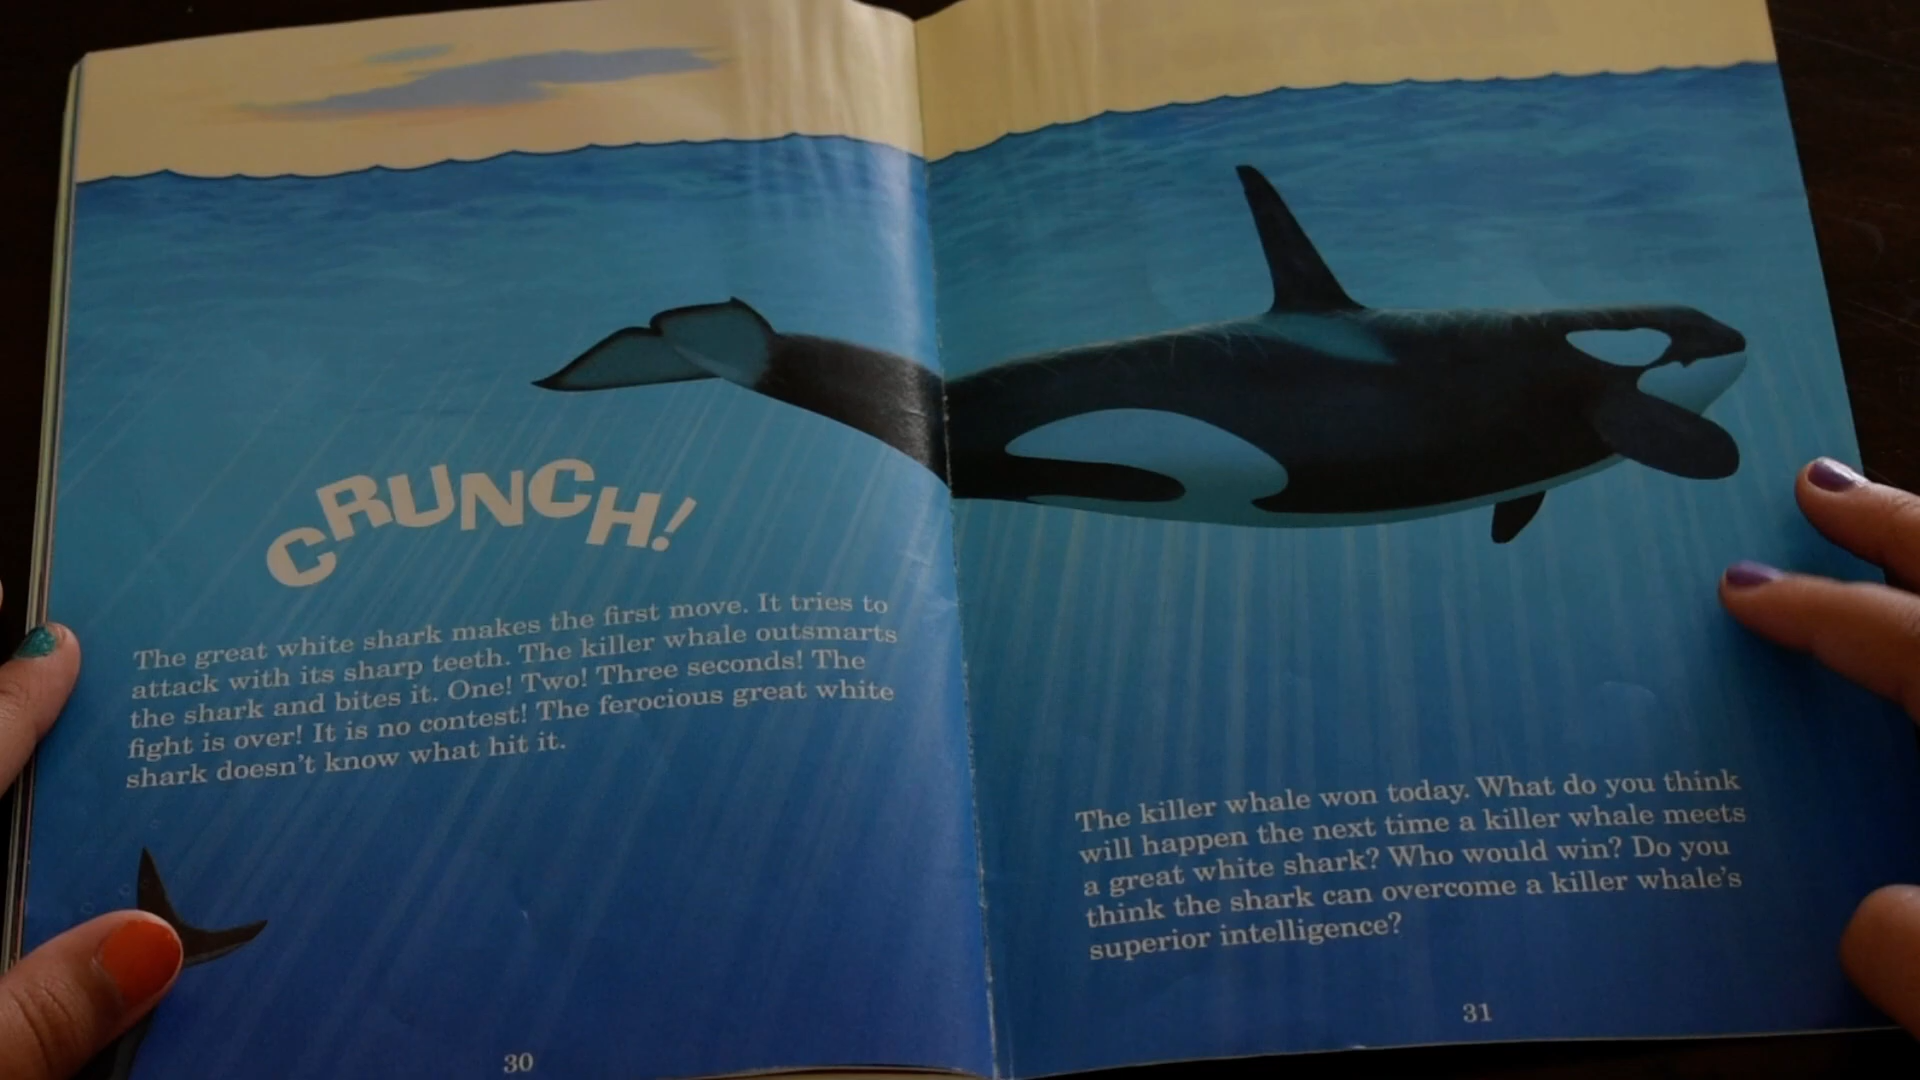 CRUNCH!
The great white shark makes the first move. It tries to
attack with its sharp teeth. The killer whale outsmarts
the shark and bites it. One! Two! Three seconds! The
fight is over! It is no contest! The ferocious great white
shark doesn't know what hit it.
30
The killer whale won today. What do you think
will happen the next time a killer whale meets
a great white shark? Who would win? Do you
think the shark can overcome a killer whale's
superior intelligence?
31